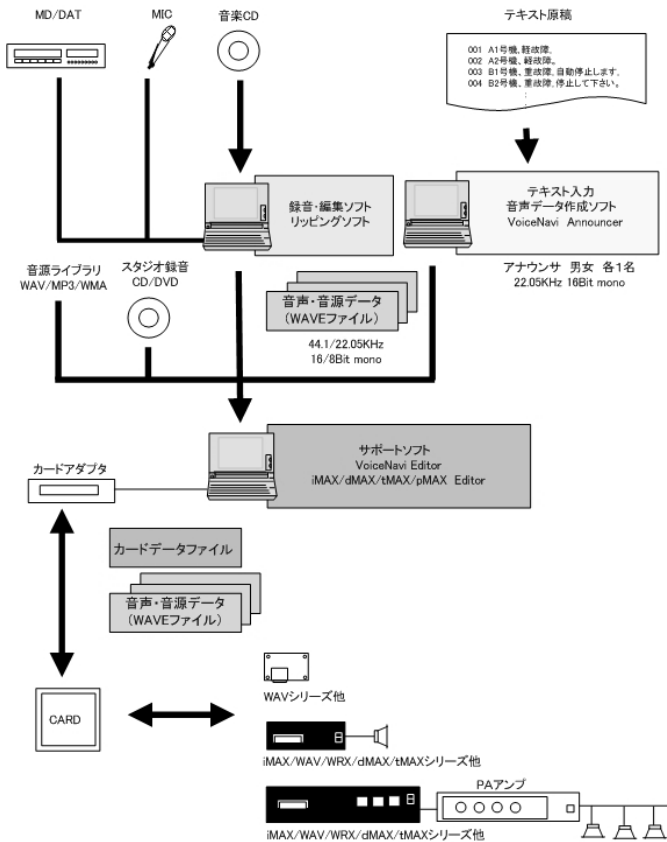 MD/DAT
MIC
音楽CD
テキスト原稿
001 A1号機、軽故障.
002 A2号機、軽故障。
003 B1号機、重故障、自動停止します.
004 B2号機、重故障、停止して下さい。
録音・編集ソフト
リッピングソフト
テキスト入力
音声データ作成ソフト
VoiceNavi Announcer
アナウンサ 男女 各1名
22.05KHz 16Bit mono
音源ライブラリ
WAV/MP3/WMA
スタジオ録音
CD/DVD
音声・音源データ
(WAVEファイル)
44.1/22.05KHz
16/8Bit mono
サポートソフト
VoiceNavi Editor
iMAX/dMAX/tMAX/pMAX Editor
カードアダプタ
カードデータファイル
音声・音源データ
(WAVEファイル)
CARD
WAVシリーズ他
iMAX/WAV/WRX/dMAX/tMAXシリーズ他
PAアンプ
iMAX/WAV/WRX/dMAX/tMAXシリーズ他